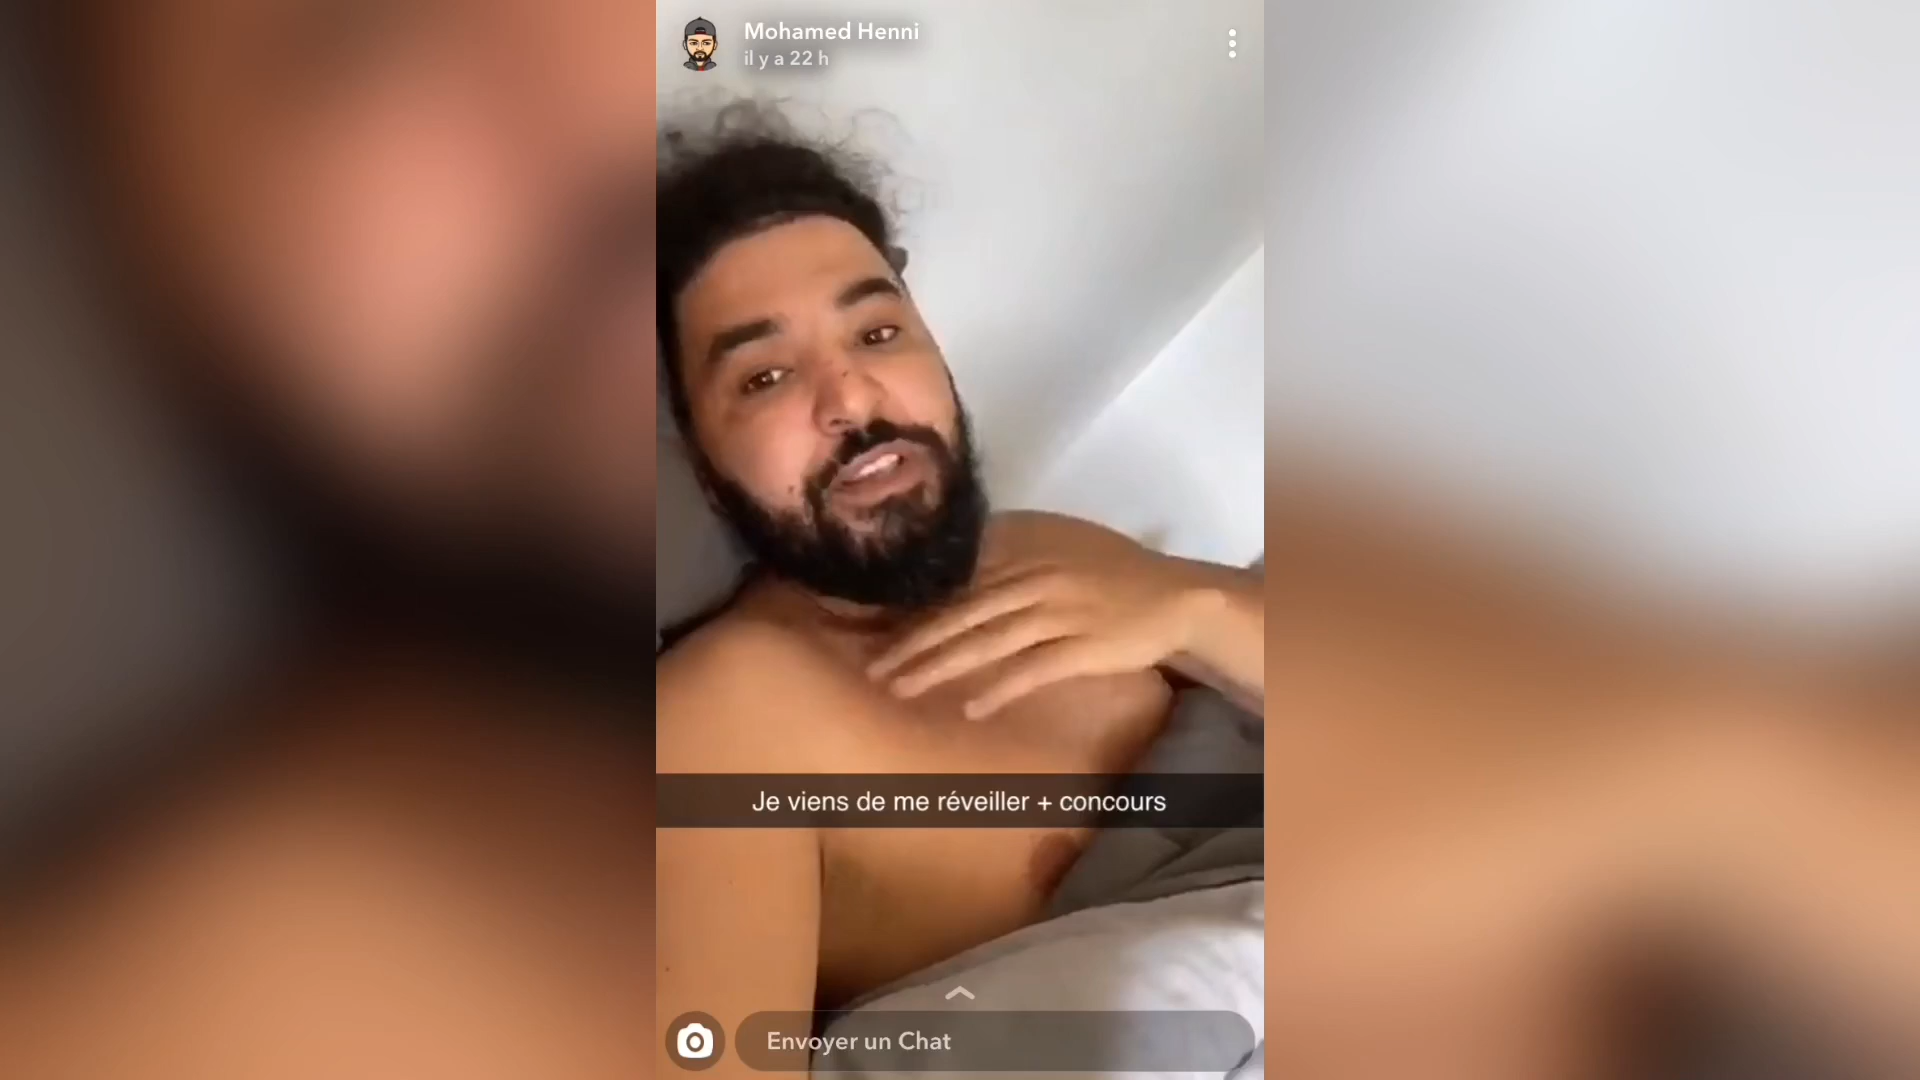 Mohamed Henni
il y a 22 h
Je viens de me réveiller + concours
Envoyer un Chat